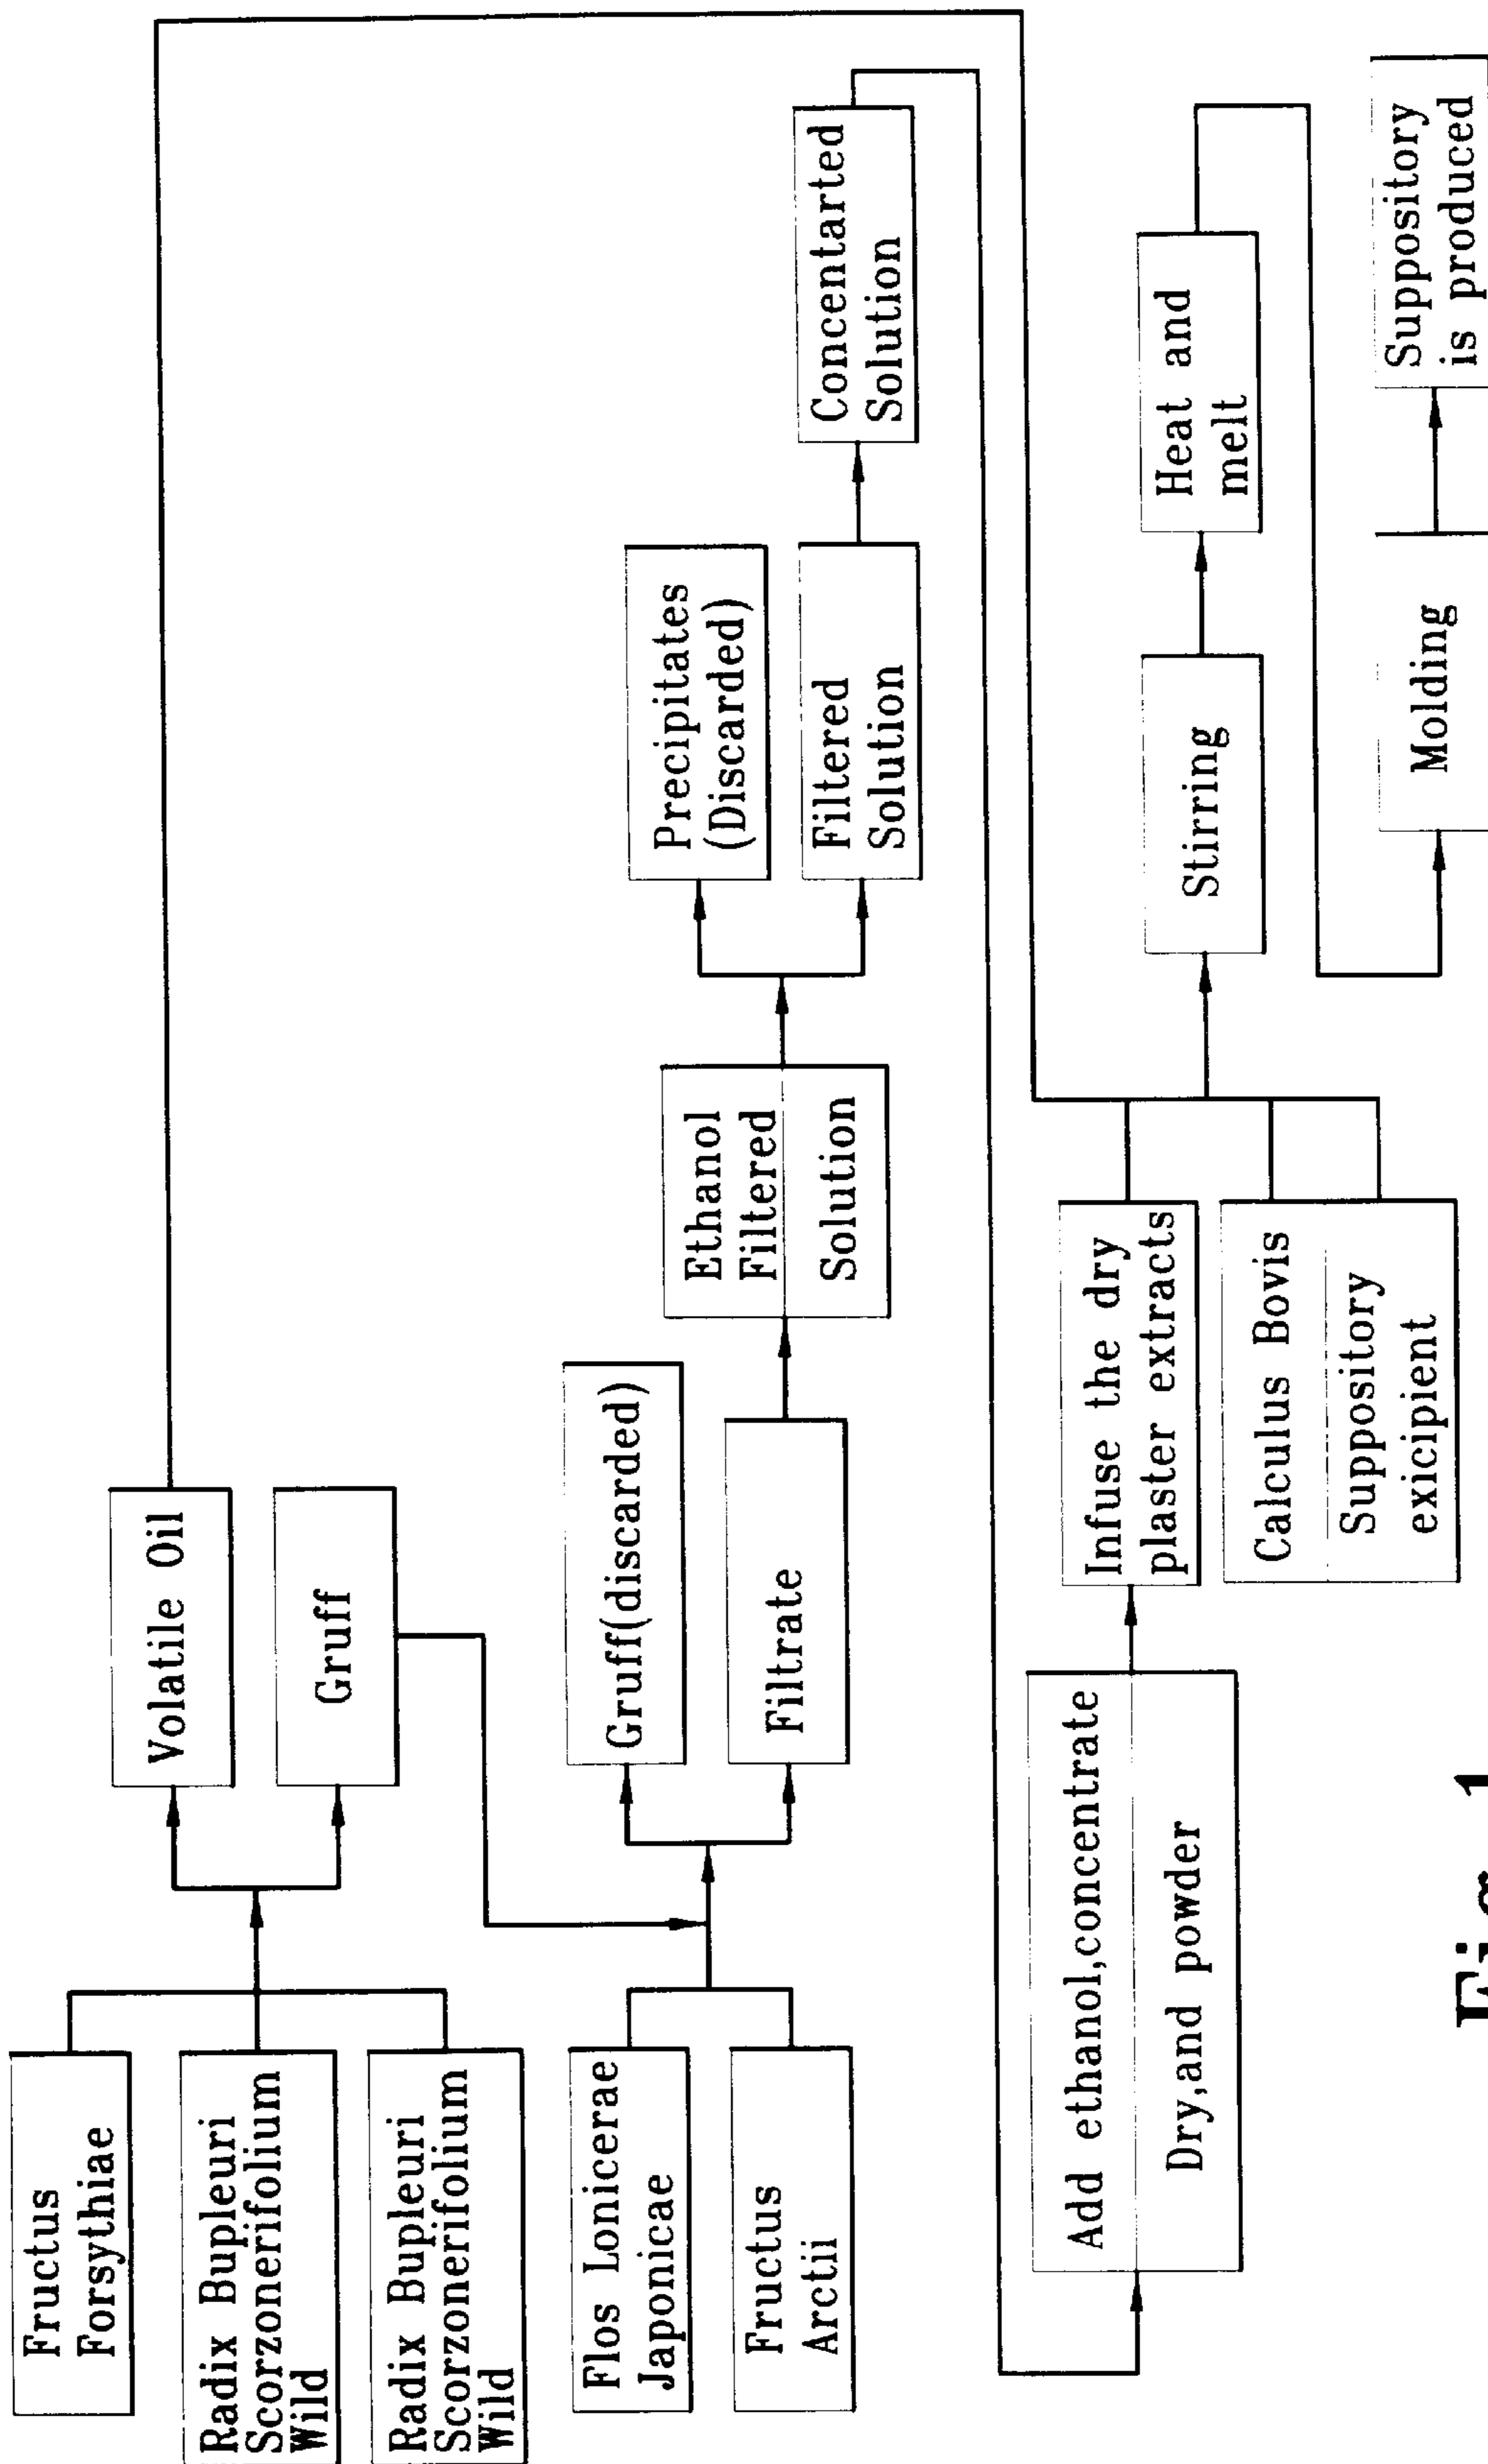 Fructus
Forsythiae
Radix Bupleuri
Scorzonerifolium
Wild
Radix Bupleuri
Scorzonerifolium
Wild
Volatile Oil
Gruff
Flos Lonicerae
Japonicae
Fructus
Arctii
Gruff(discarded)
Filtrate
Ethanol
Filtered
Solution
Precipitates
(Discarded)
Filtered
Solution
Concentarted
Solution
Add ethanol,concentrate
Dry,and powder
Infuse the dry
plaster extracts
Calculus Bovis
Suppository
exicipient
Stirring
Heat and
melt
Molding
Suppository
is produced
Fig. 1